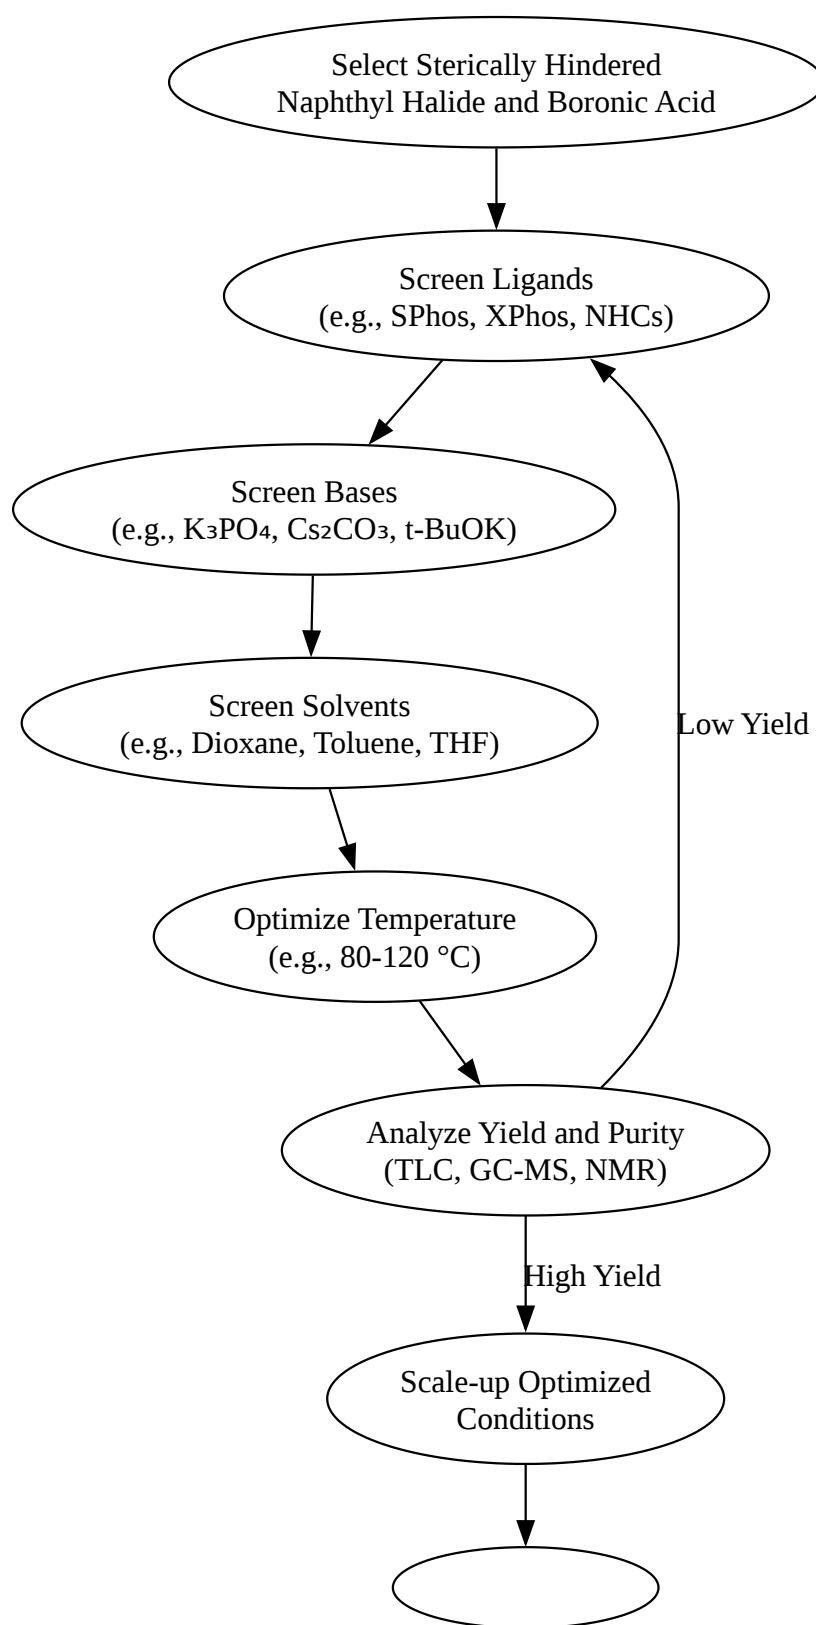 Select Sterically Hindered
Naphthyl Halide and Boronic Acid
Screen Ligands
(e.g., SPhos, XPhos, NHCs)
Screen Bases
(e.g., K₃PO₄, Cs₂CO₃, t-BuOK)
Screen Solvents
(e.g., Dioxane, Toluene, THF)
Low Yield
Optimize Temperature
(e.g., 80-120 °C)
Analyze Yield and Purity
(TLC, GC-MS, NMR)
High Yield
Scale-up Optimized
Conditions